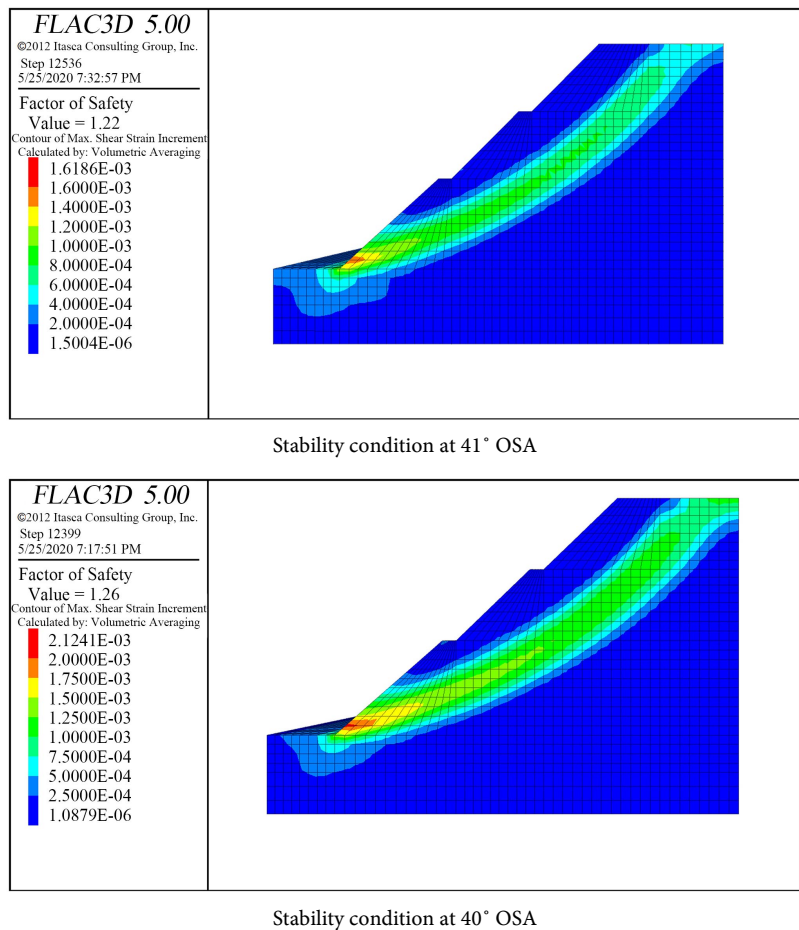 FLAC3D 5.00
©2012 Itasca Consulting Group, Inc.
Step 12536
5/25/2020 7:32:57 PM
Factor of Safety
Value = 1.22
Contour of Max. Shear Strain Increment
Calculated by: Volumetric Averaging
1.6186E-03
1.6000E-03
1.4000E-03
1.2000E-03
1.0000E-03
8.0000E-04
6.0000E-04
4.0000E-04
2.0000E-04
1.5004E-06
Stability condition at 41˚ OSA
FLAC3D 5.00
©2012 Itasca Consulting Group, Inc.
Step 12399
5/25/2020 7:17:51 PM
Factor of Safety
Value = 1.26
Contour of Max. Shear Strain Increment
Calculated by: Volumetric Averaging
2.1241E-03
2.0000E-03
1.7500E-03
1.5000E-03
1.2500E-03
1.0000E-03
7.5000E-04
5.0000E-04
2.5000E-04
1.0879E-06
Stability condition at 40˚ OSA